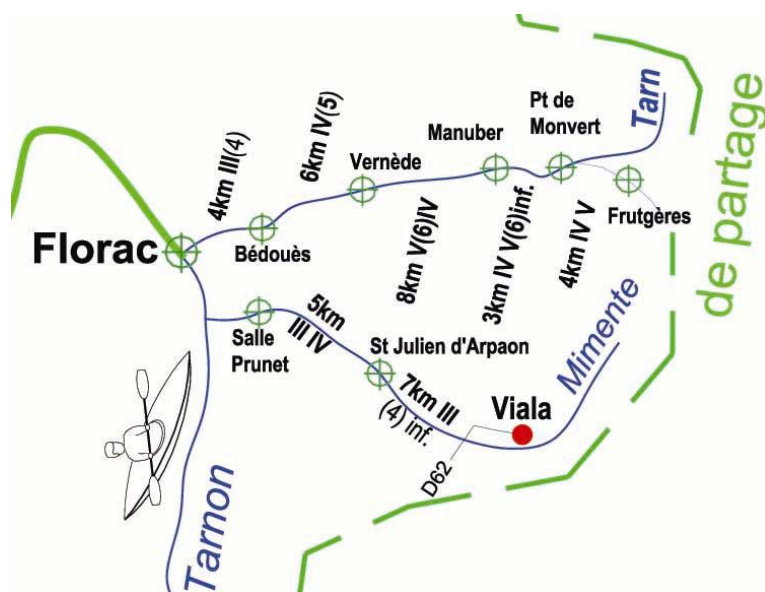 Tarn
Pt de
Monvert
Manuber
6km IV(5)
4km III(4)
Vernède
Frutgères
Florac
Bédouès
8km V(6)IV
3km IV V(6)inf.
4km IV V
de partage
Salle
Prunet
5km
III IV
St Julien d'Arpaon
Mimente
7km III
(4) inf.
Viala
D62
Tarnon